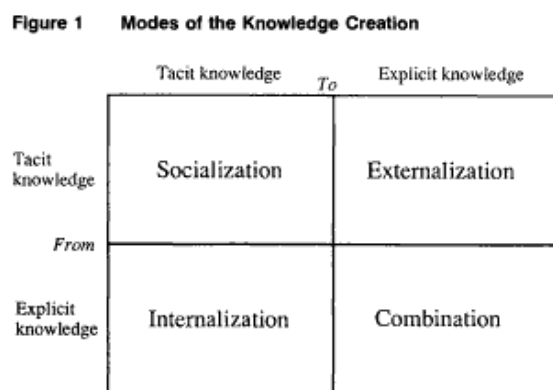 Figure 1 Modes of the Knowledge Creation
Tacit knowledge To Explicit knowledge
Tacit
knowledge
Socialization Externalization
From
Explicit
knowledge
Internalization Combination